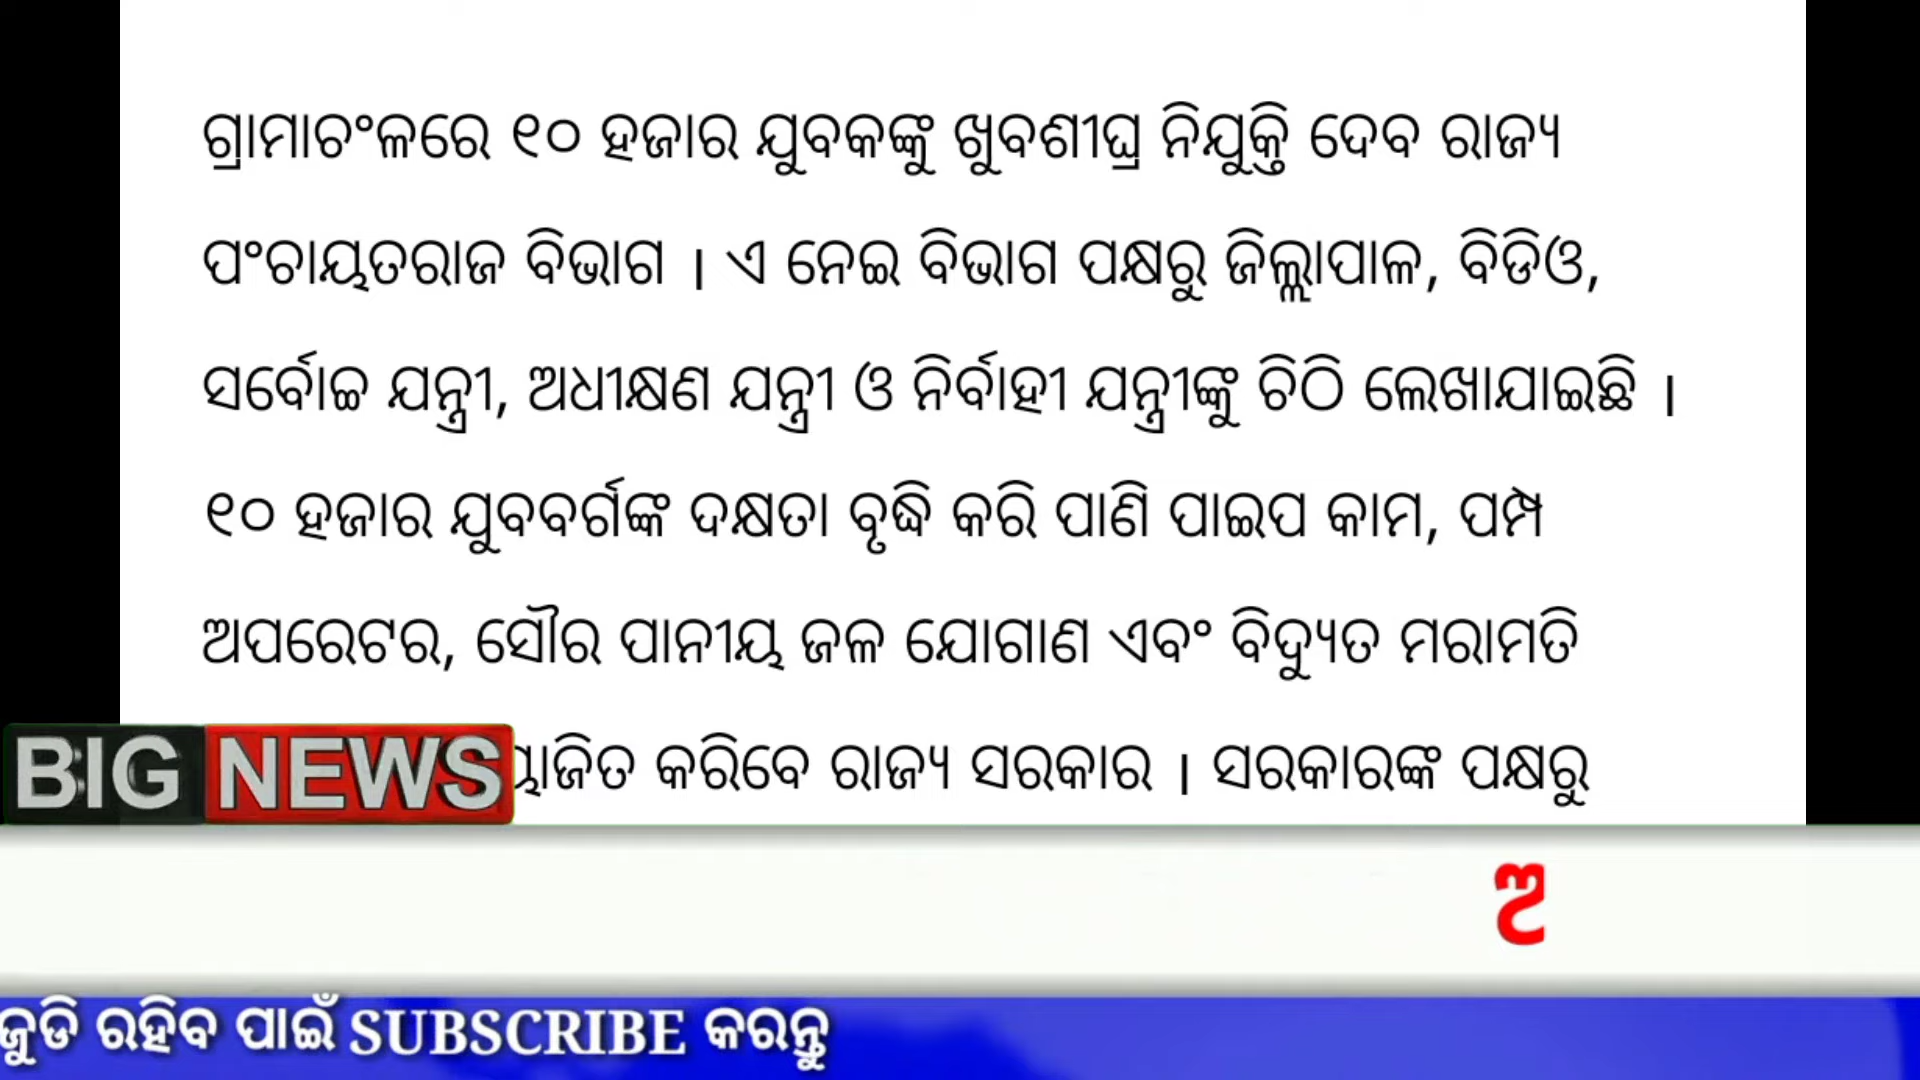 ଗ୍ରାମାଚଂଳରେ ୧୦ ହଜାର ଯୁବକଙ୍କୁ ଖୁବଶୀଘ୍ର ନିଯୁକ୍ତି ଦେବ ରାଜ୍ୟ
ପଂଚାୟତରାଜ ବିଭାଗ । ଏ ନେଇ ବିଭାଗ ପକ୍ଷରୁ ଜିଲ୍ଲାପାଳ, ବିଡିଓ,
ସର୍ବୋଚ୍ଚ ଯନ୍ତ୍ରୀ, ଅଧୀକ୍ଷଣ ଯନ୍ତ୍ରୀ ଓ ନିର୍ବାହୀ ଯନ୍ତ୍ରୀଙ୍କୁ ଚିଠି ଲେଖାଯାଇଛି ।
୧୦ ହଜାର ଯୁବବର୍ଗଙ୍କ ଦକ୍ଷତା ବୃଦ୍ଧି କରି ପାଣି ପାଇପ କାମ, ପମ୍ପ
ଅପରେଟର, ସୌର ପାନୀୟ ଜଳ ଯୋଗାଣ ଏବଂ ବିଦ୍ୟୁତ ମରାମତି
BIG NEWS କରିବେ ରାଜ୍ୟ ସରକାର । ସରକାରଙ୍କ ପକ୍ଷରୁ
ଜୁଡି ରହିବ ପାଇଁ SUBSCRIBE କରନ୍ତୁ